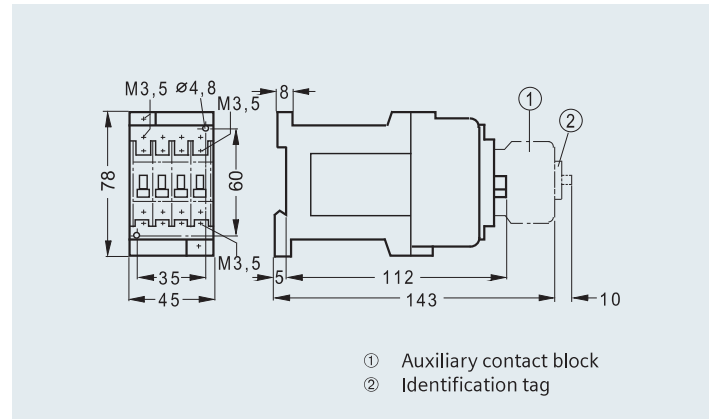 8
M3,5 ⌀4,8
M3,5
①
②
78
60
M3,5
35
5
112
45
143
10
① Auxiliary contact block
② Identification tag